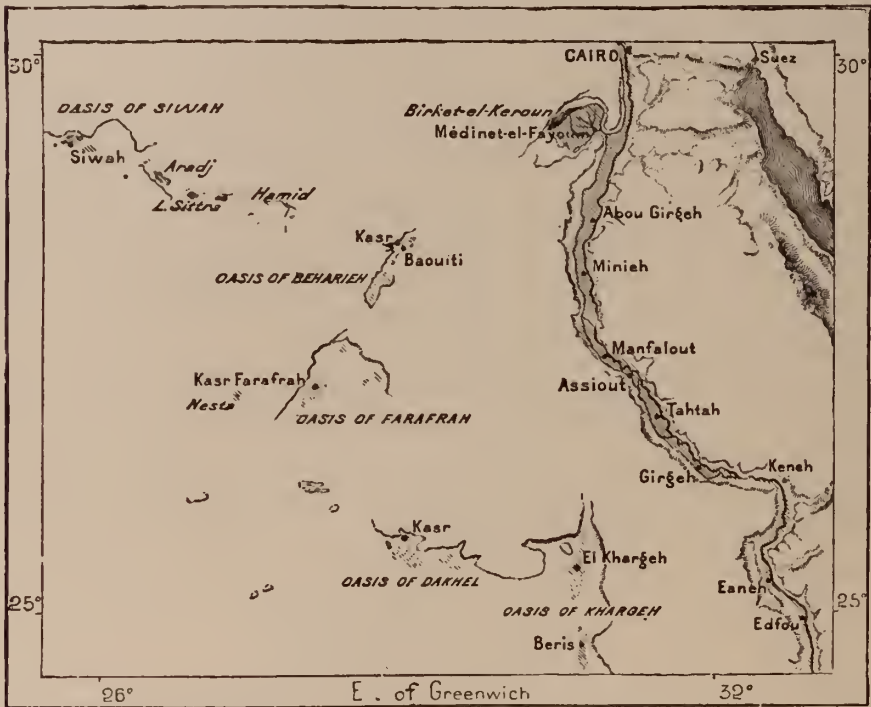 30°
CAIRO
Suez
30°
OASIS OF SIWAH
Birket-el-Keroun
Médinet-el-Fayoum
Siwah
Aradj
L. Sittra
Hamid
Abou Girgeh
Kasr
Baouiti
OASIS OF BEHARIEH
Minieh
Manfalout
Kasr Farafrah
Assiout
Nesta
OASIS OF FARAFRAH
Tahtah
Girgeh
Keneh
Kasr
El Khargeh
OASIS OF DAKHEL
Eaneh
25°
OASIS OF KHARGEH
25°
Edfou
Beris
26°
E. of Greenwich
32°